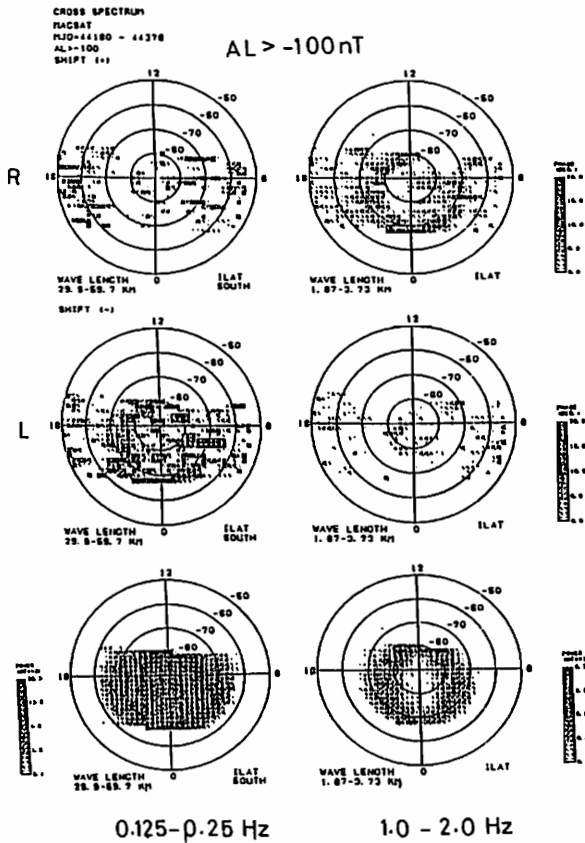 CROSS SPECTRUM
MAGSAT
MJD=44180 - 44376
AL>-100
SHIFT (+)
AL > -100nT
12
-50
-60
-70
-80
R
18
6
0
WAVE LENGTH
29.9-59.7 KM
ILAT
SOUTH
12
-50
-60
-70
-80
18
6
0
WAVE LENGTH
1.87-3.73 KM
ILAT
SHIFT (-)
12
-50
-60
-70
-80
L
18
6
0
WAVE LENGTH
29.9-59.7 KM
ILAT
SOUTH
12
-50
-60
-70
-80
18
6
0
WAVE LENGTH
1.87-3.73 KM
ILAT
12
-50
-60
-70
-80
18
6
0
WAVE LENGTH
29.9-59.7 KM
ILAT
SOUTH
12
-50
-60
-70
-80
18
6
0
WAVE LENGTH
1.87-3.73 KM
ILAT
0.125-0.25 Hz
1.0 - 2.0 Hz